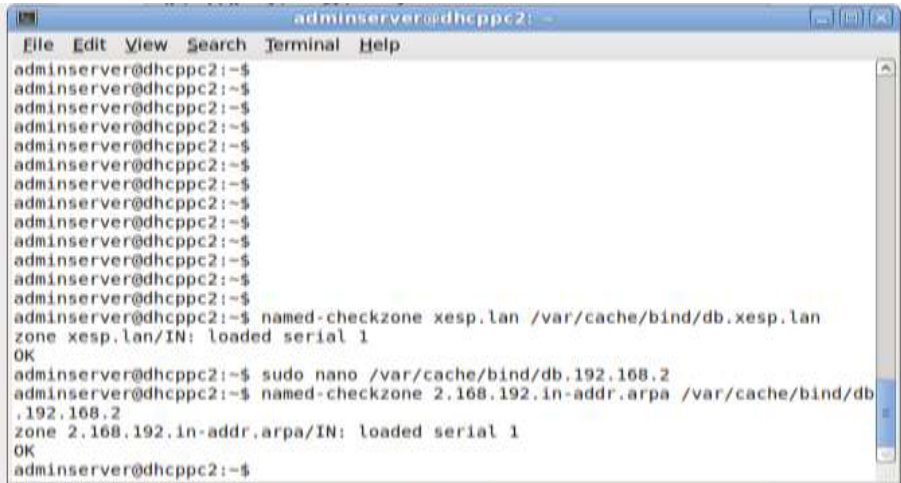 adminserver@dhcppc2: ~
File Edit View Search Terminal Help
adminserver@dhcppc2:~$
adminserver@dhcppc2:~$
adminserver@dhcppc2:~$
adminserver@dhcppc2:~$
adminserver@dhcppc2:~$
adminserver@dhcppc2:~$
adminserver@dhcppc2:~$
adminserver@dhcppc2:~$
adminserver@dhcppc2:~$
adminserver@dhcppc2:~$
adminserver@dhcppc2:~$
adminserver@dhcppc2:~$
adminserver@dhcppc2:~$
adminserver@dhcppc2:~$ named-checkzone xesp.lan /var/cache/bind/db.xesp.lan
zone xesp.lan/IN: loaded serial 1
OK
adminserver@dhcppc2:~$ sudo nano /var/cache/bind/db.192.168.2
adminserver@dhcppc2:~$ named-checkzone 2.168.192.in-addr.arpa /var/cache/bind/db
.192.168.2
zone 2.168.192.in-addr.arpa/IN: loaded serial 1
OK
adminserver@dhcppc2:~$